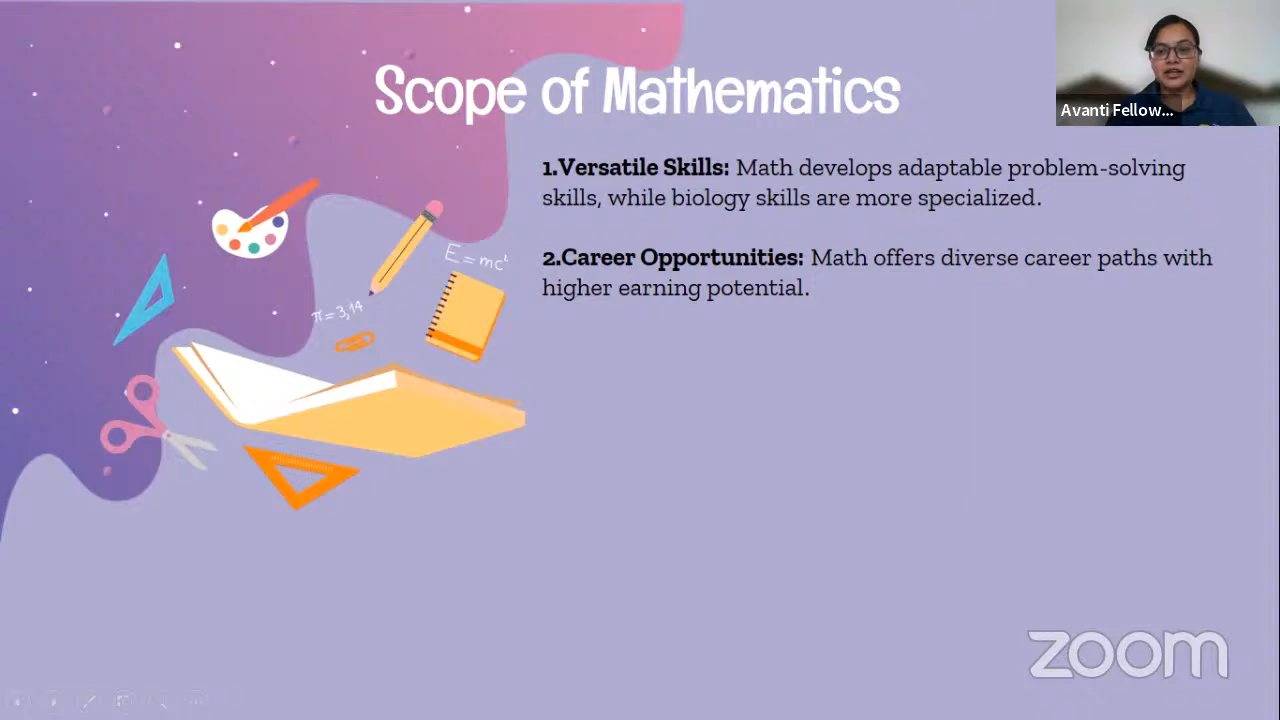 Scope of Mathematics
Avanti Fellow...
1.Versatile Skills: Math develops adaptable problem-solving
skills, while biology skills are more specialized.
2.Career Opportunities: Math offers diverse career paths with
higher earning potential.
E = mc²
π = 3,14
zoom